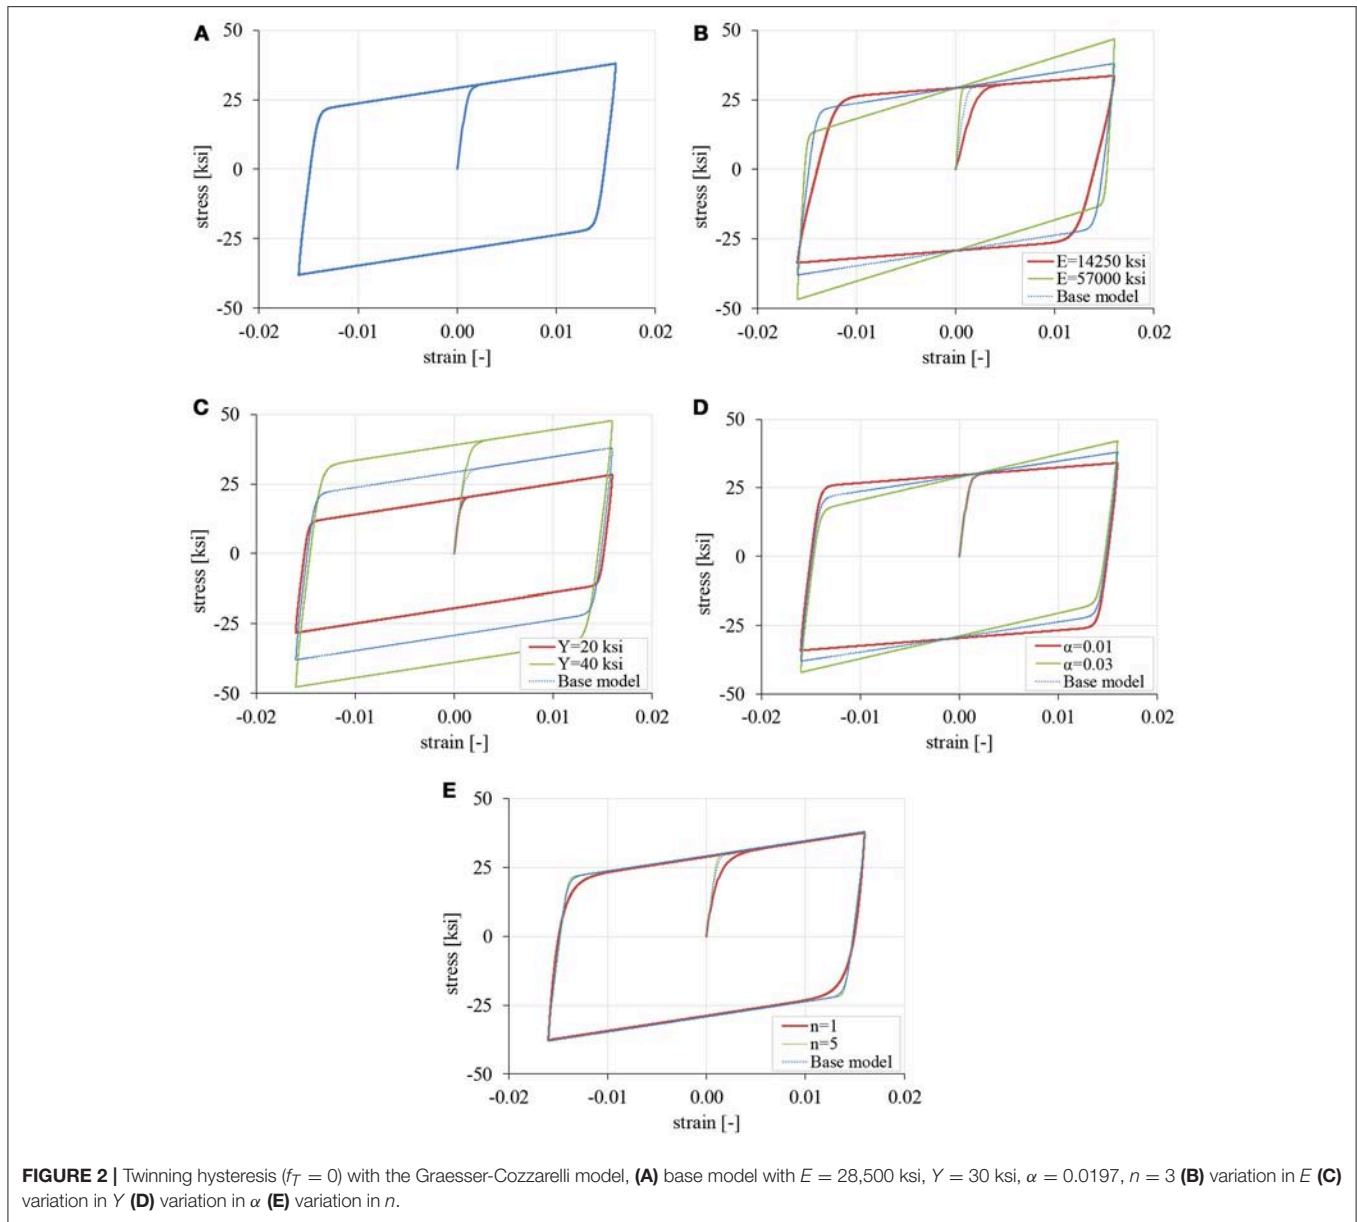 A
50
25
0
-25
-50
-0.02
-0.01
0.00
0.01
0.02
stress [ksi]
strain [-]
B
50
25
0
-25
-50
-0.02
-0.01
0.00
0.01
0.02
stress [ksi]
strain [-]
E=14250 ksi
E=57000 ksi
Base model
C
50
25
0
-25
-50
-0.02
-0.01
0.00
0.01
0.02
stress [ksi]
strain [-]
Y=20 ksi
Y=40 ksi
Base model
D
50
25
0
-25
-50
-0.02
-0.01
0.00
0.01
0.02
stress [ksi]
strain [-]
α=0.01
α=0.03
Base model
E
50
25
0
-25
-50
-0.02
-0.01
0.00
0.01
0.02
stress [ksi]
strain [-]
n=1
n=5
Base model
FIGURE 2 | Twinning hysteresis (f_T = 0) with the Graesser-Cozzarelli model, (A) base model with E = 28,500 ksi, Y = 30 ksi, α = 0.0197, n = 3 (B) variation in E (C)
variation in Y (D) variation in α (E) variation in n.